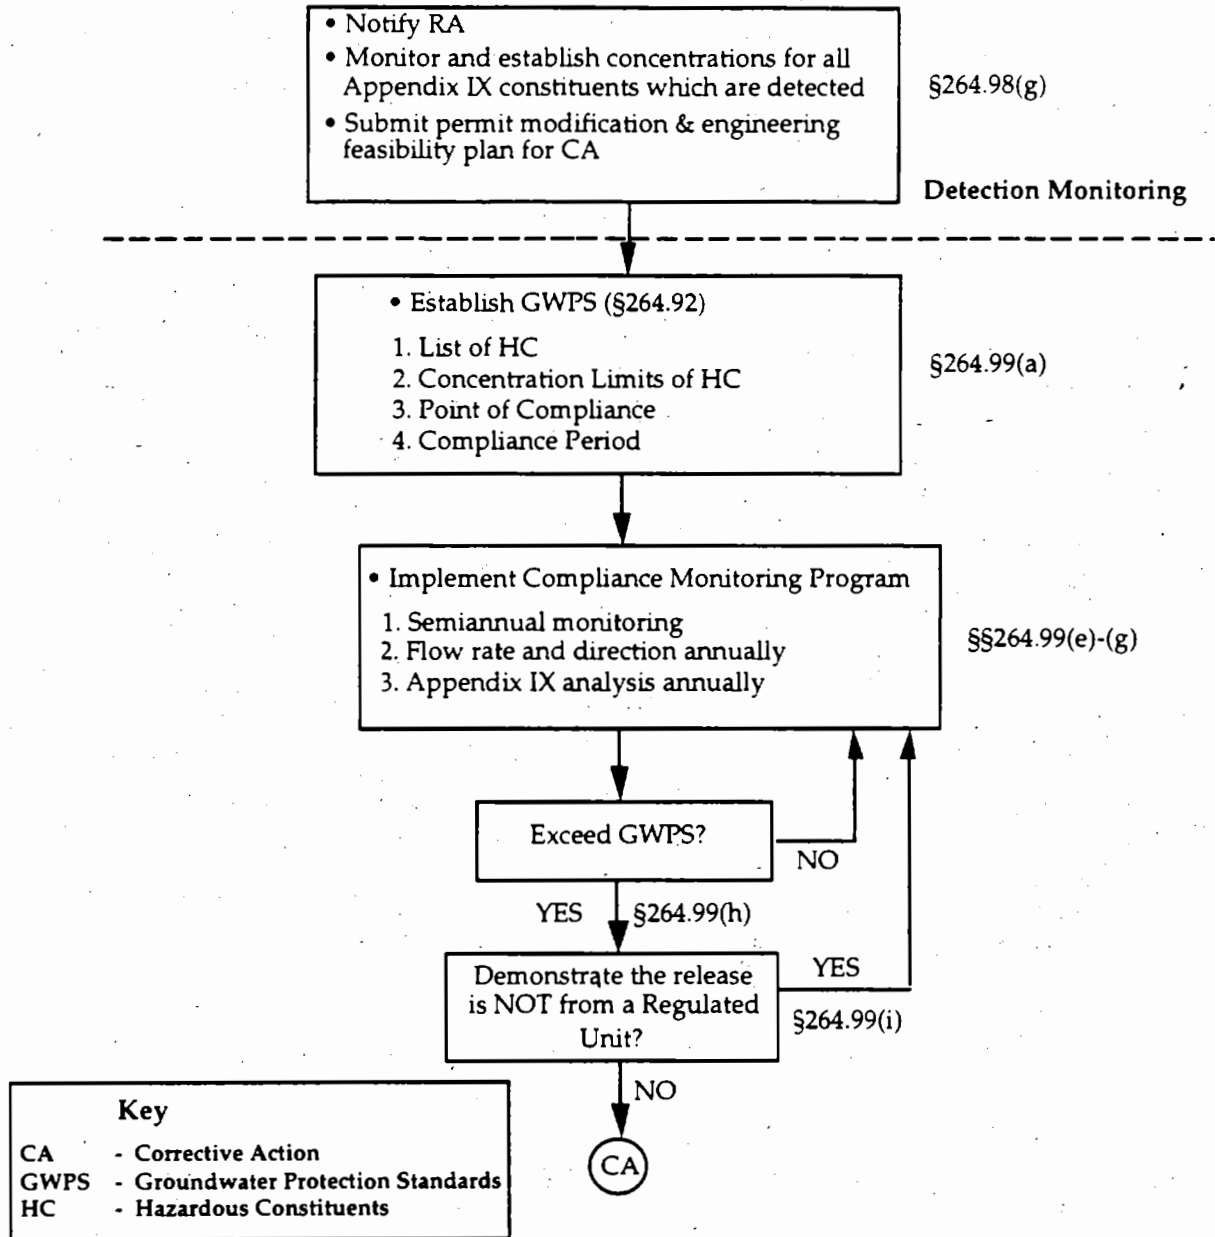 • Notify RA
• Monitor and establish concentrations for all
Appendix IX constituents which are detected
• Submit permit modification & engineering
feasibility plan for CA
§264.98(g)
Detection Monitoring
• Establish GWPS (§264.92)
1. List of HC
2. Concentration Limits of HC
3. Point of Compliance
4. Compliance Period
§264.99(a)
• Implement Compliance Monitoring Program
1. Semiannual monitoring
2. Flow rate and direction annually
3. Appendix IX analysis annually
§§264.99(e)-(g)
Exceed GWPS?
NO
YES
§264.99(h)
Demonstrate the release
is NOT from a Regulated
Unit?
YES
§264.99(i)
NO
CA
Key
CA - Corrective Action
GWPS - Groundwater Protection Standards
HC - Hazardous Constituents